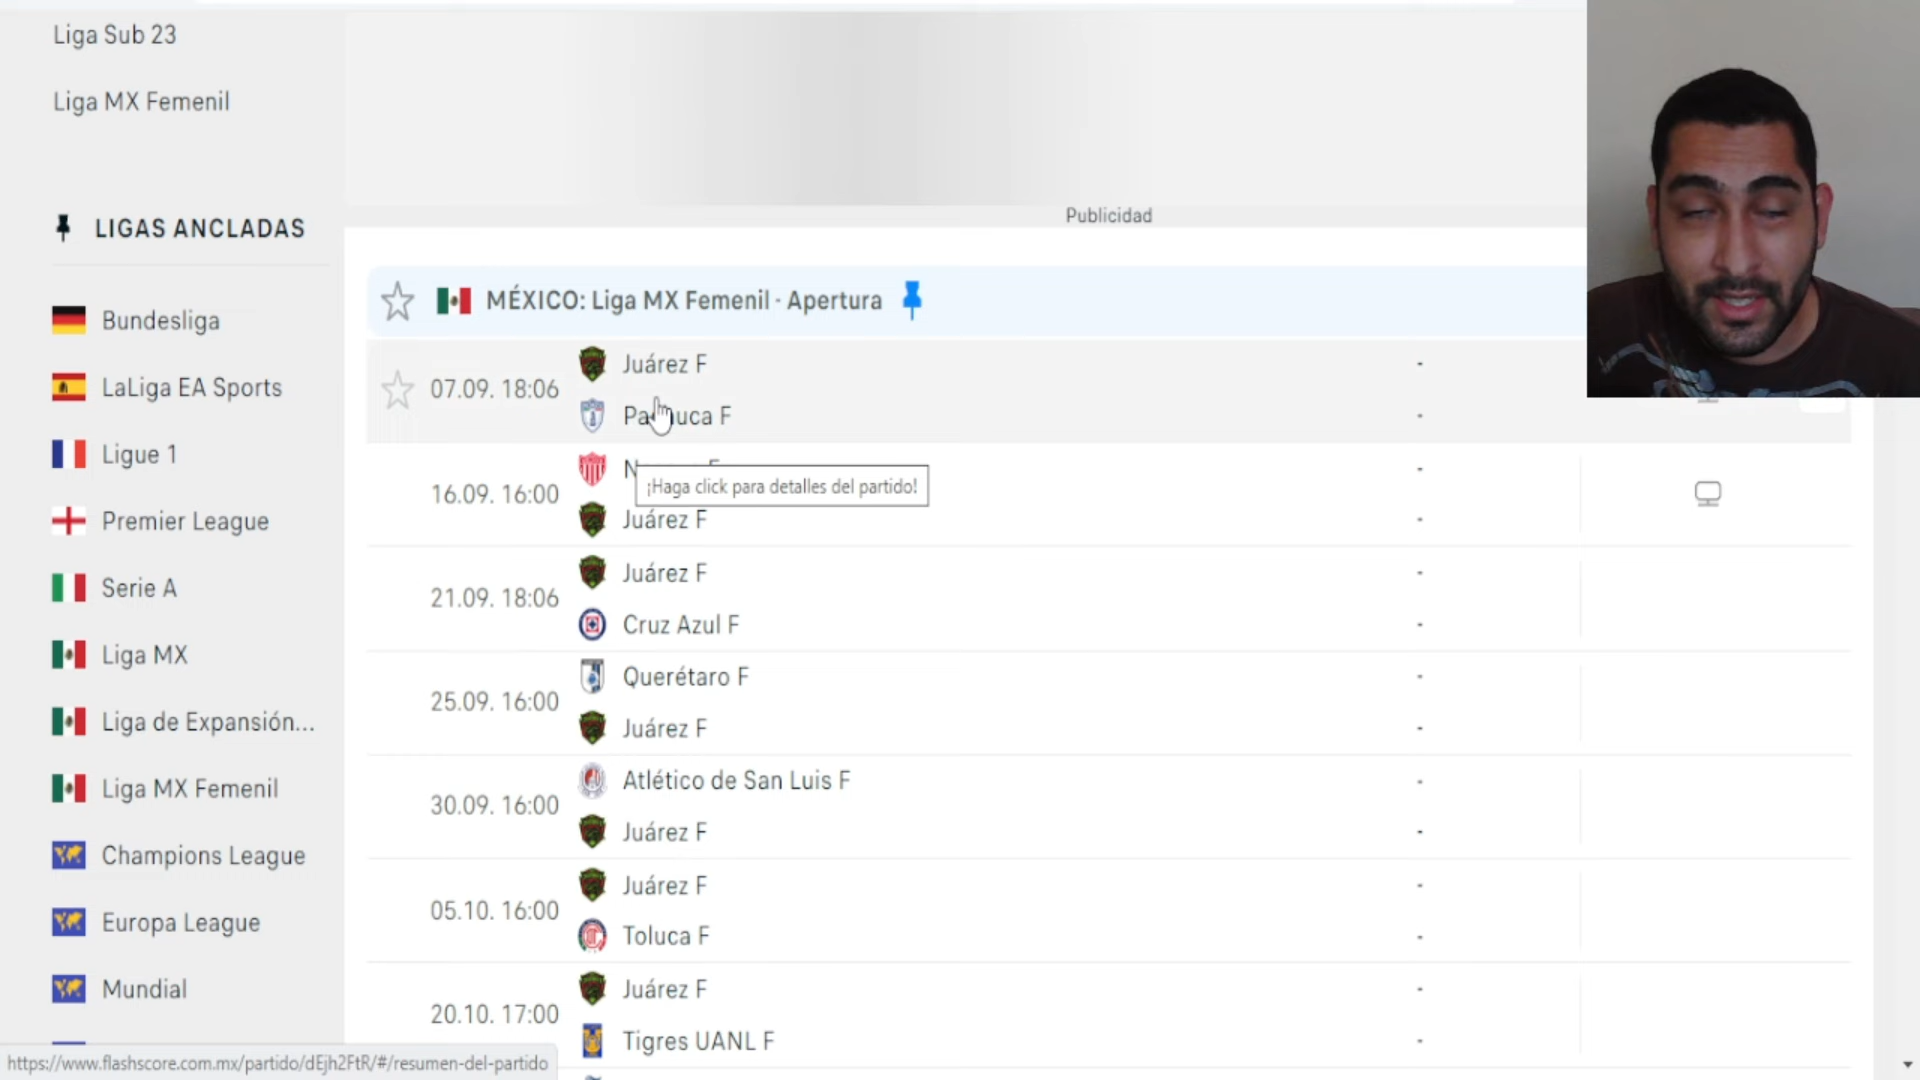 Liga Sub 23
Liga MX Femenil
LIGAS ANCLADAS
Bundesliga
LaLiga EA Sports
Ligue 1
Premier League
Serie A
Liga MX
Liga de Expansión...
Liga MX Femenil
Champions League
Europa League
Mundial
Publicidad
MÉXICO: Liga MX Femenil · Apertura
07.09. 18:06
Juárez F -
Pachuca F -
16.09. 16:00
F -
¡Haga click para detalles del partido!
Juárez F -
21.09. 18:06
Juárez F -
Cruz Azul F -
25.09. 16:00
Querétaro F -
Juárez F -
30.09. 16:00
Atlético de San Luis F -
Juárez F -
05.10. 16:00
Juárez F -
Toluca F -
20.10. 17:00
Juárez F -
Tigres UANL F -
https://www.flashscore.com.mx/partido/dEjh2FtR/#/resumen-del-partido